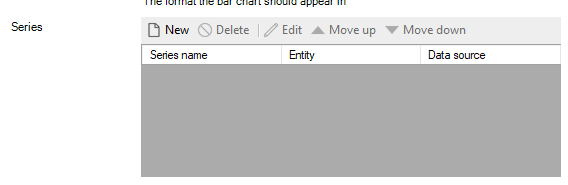 The format the bar chart should appear in
Series
New Delete Edit Move up Move down
Series name Entity Data source